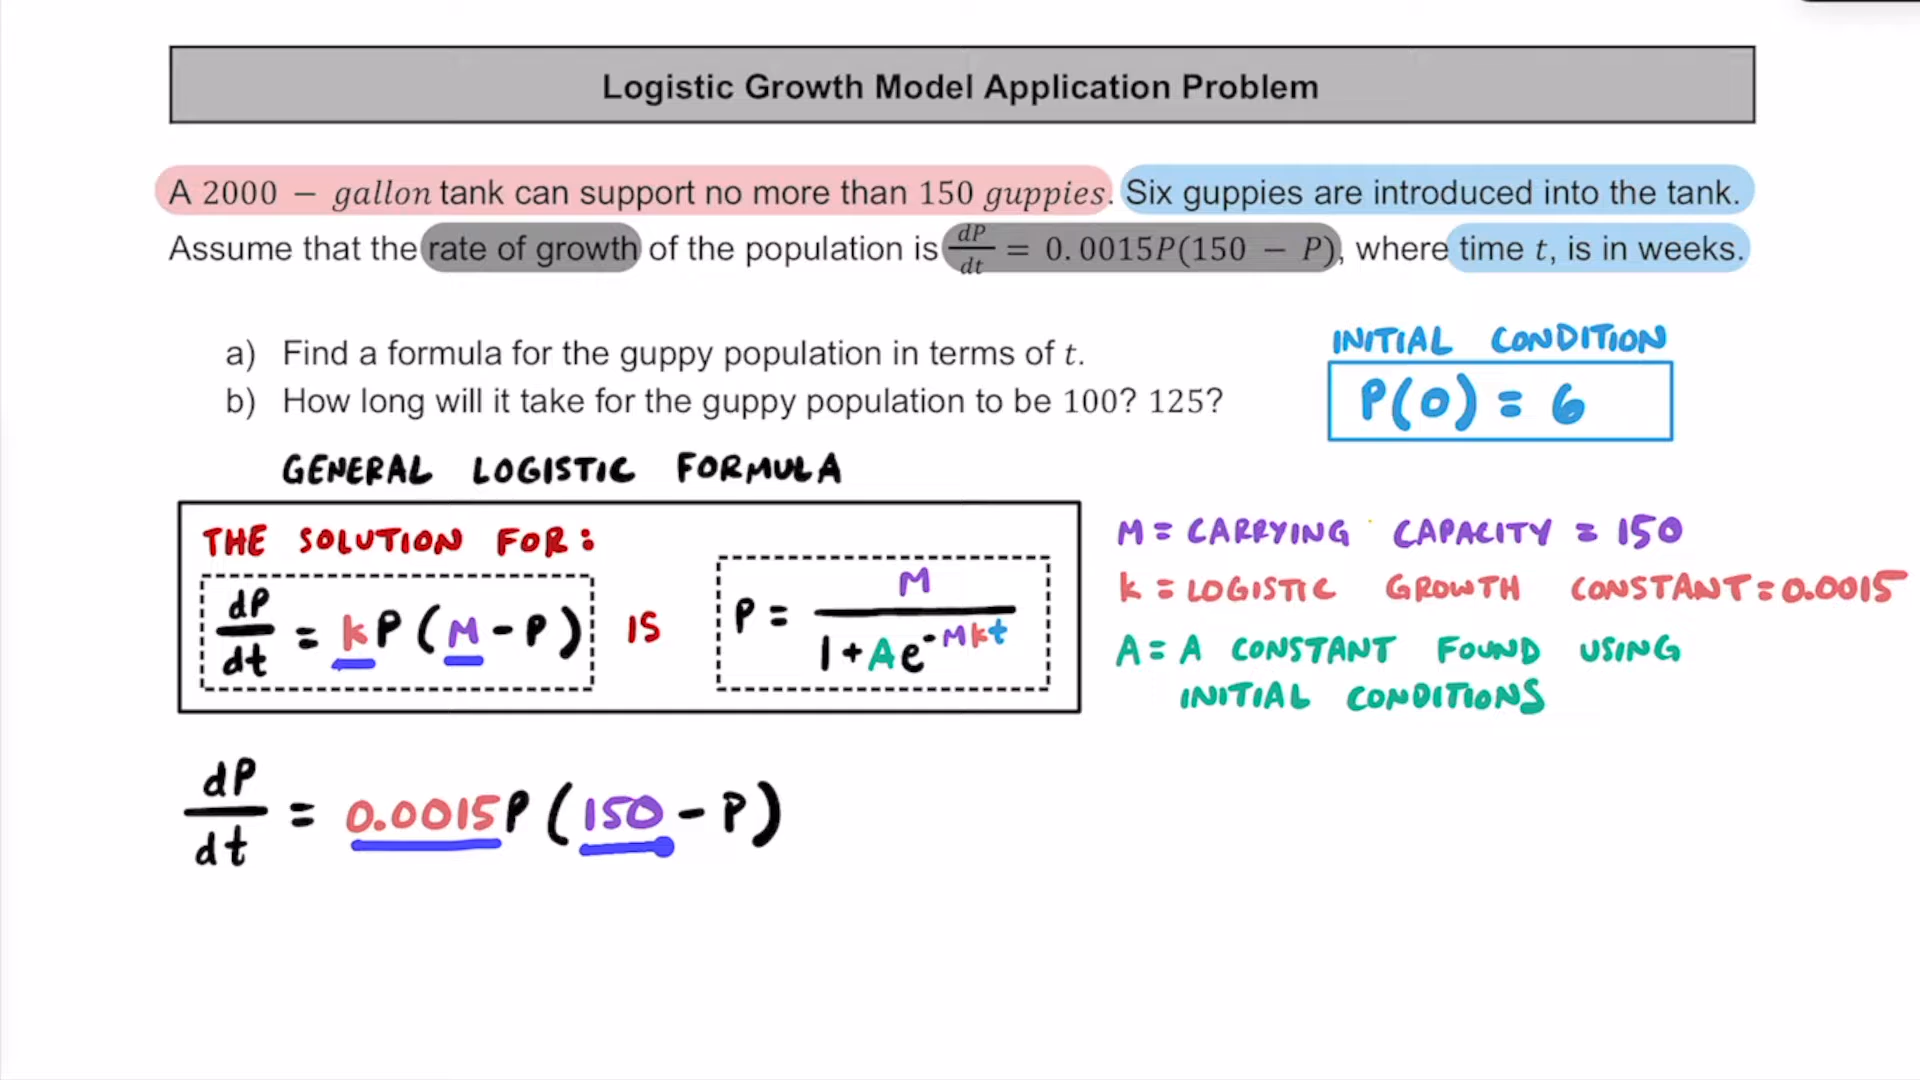 Logistic Growth Model Application Problem
A 2000 − gallon tank can support no more than 150 guppies. Six guppies are introduced into the tank.
Assume that the rate of growth of the population is dP/dt = 0.0015P(150 − P), where time t, is in weeks.
a) Find a formula for the guppy population in terms of t.
b) How long will it take for the guppy population to be 100? 125?
INITIAL CONDITION
P(0) = 6
GENERAL LOGISTIC FORMULA
THE SOLUTION FOR:
dP/dt = kP(M-P) IS P = M/(1+Ae^-Mkt)
M = CARRYING CAPACITY = 150
k = LOGISTIC GROWTH CONSTANT = 0.0015
A = A CONSTANT FOUND USING
INITIAL CONDITIONS
dP/dt = 0.0015P(150-P)